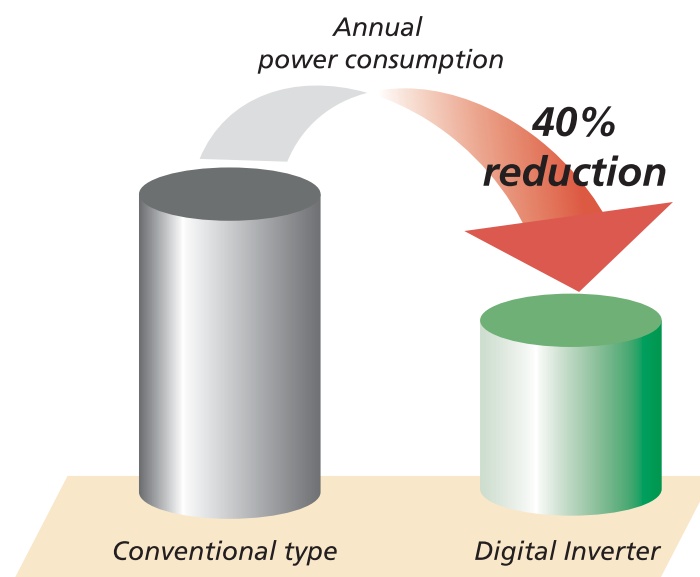 Annual
power consumption
40%
reduction
Conventional type
Digital Inverter